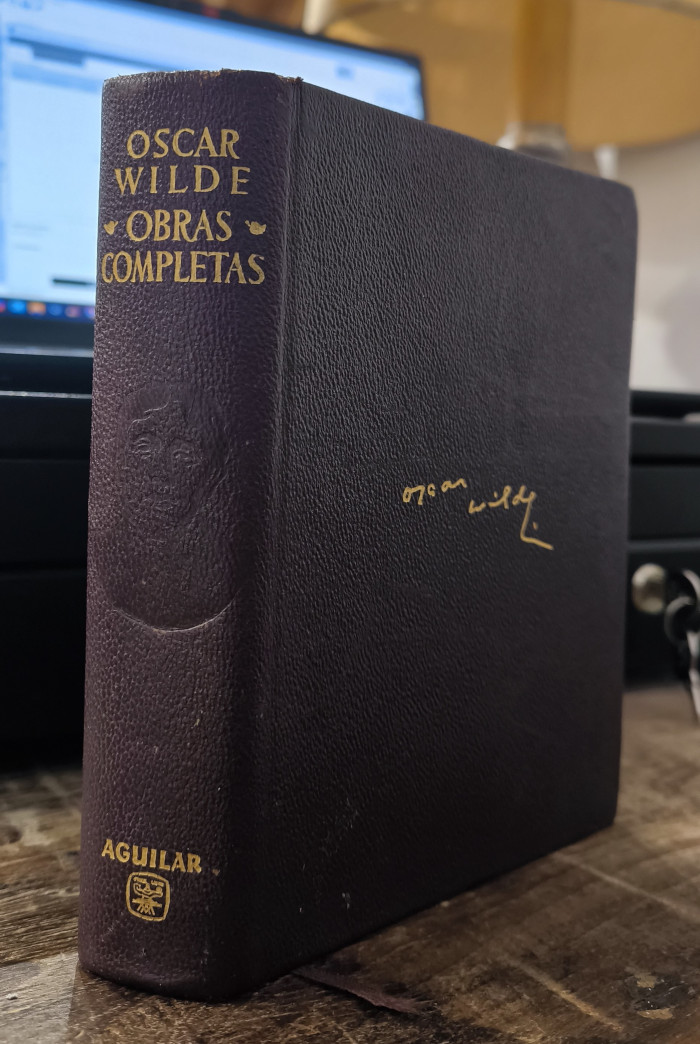 OSCAR
WILDE
OBRAS
COMPLETAS
oscar wilde
AGUILAR